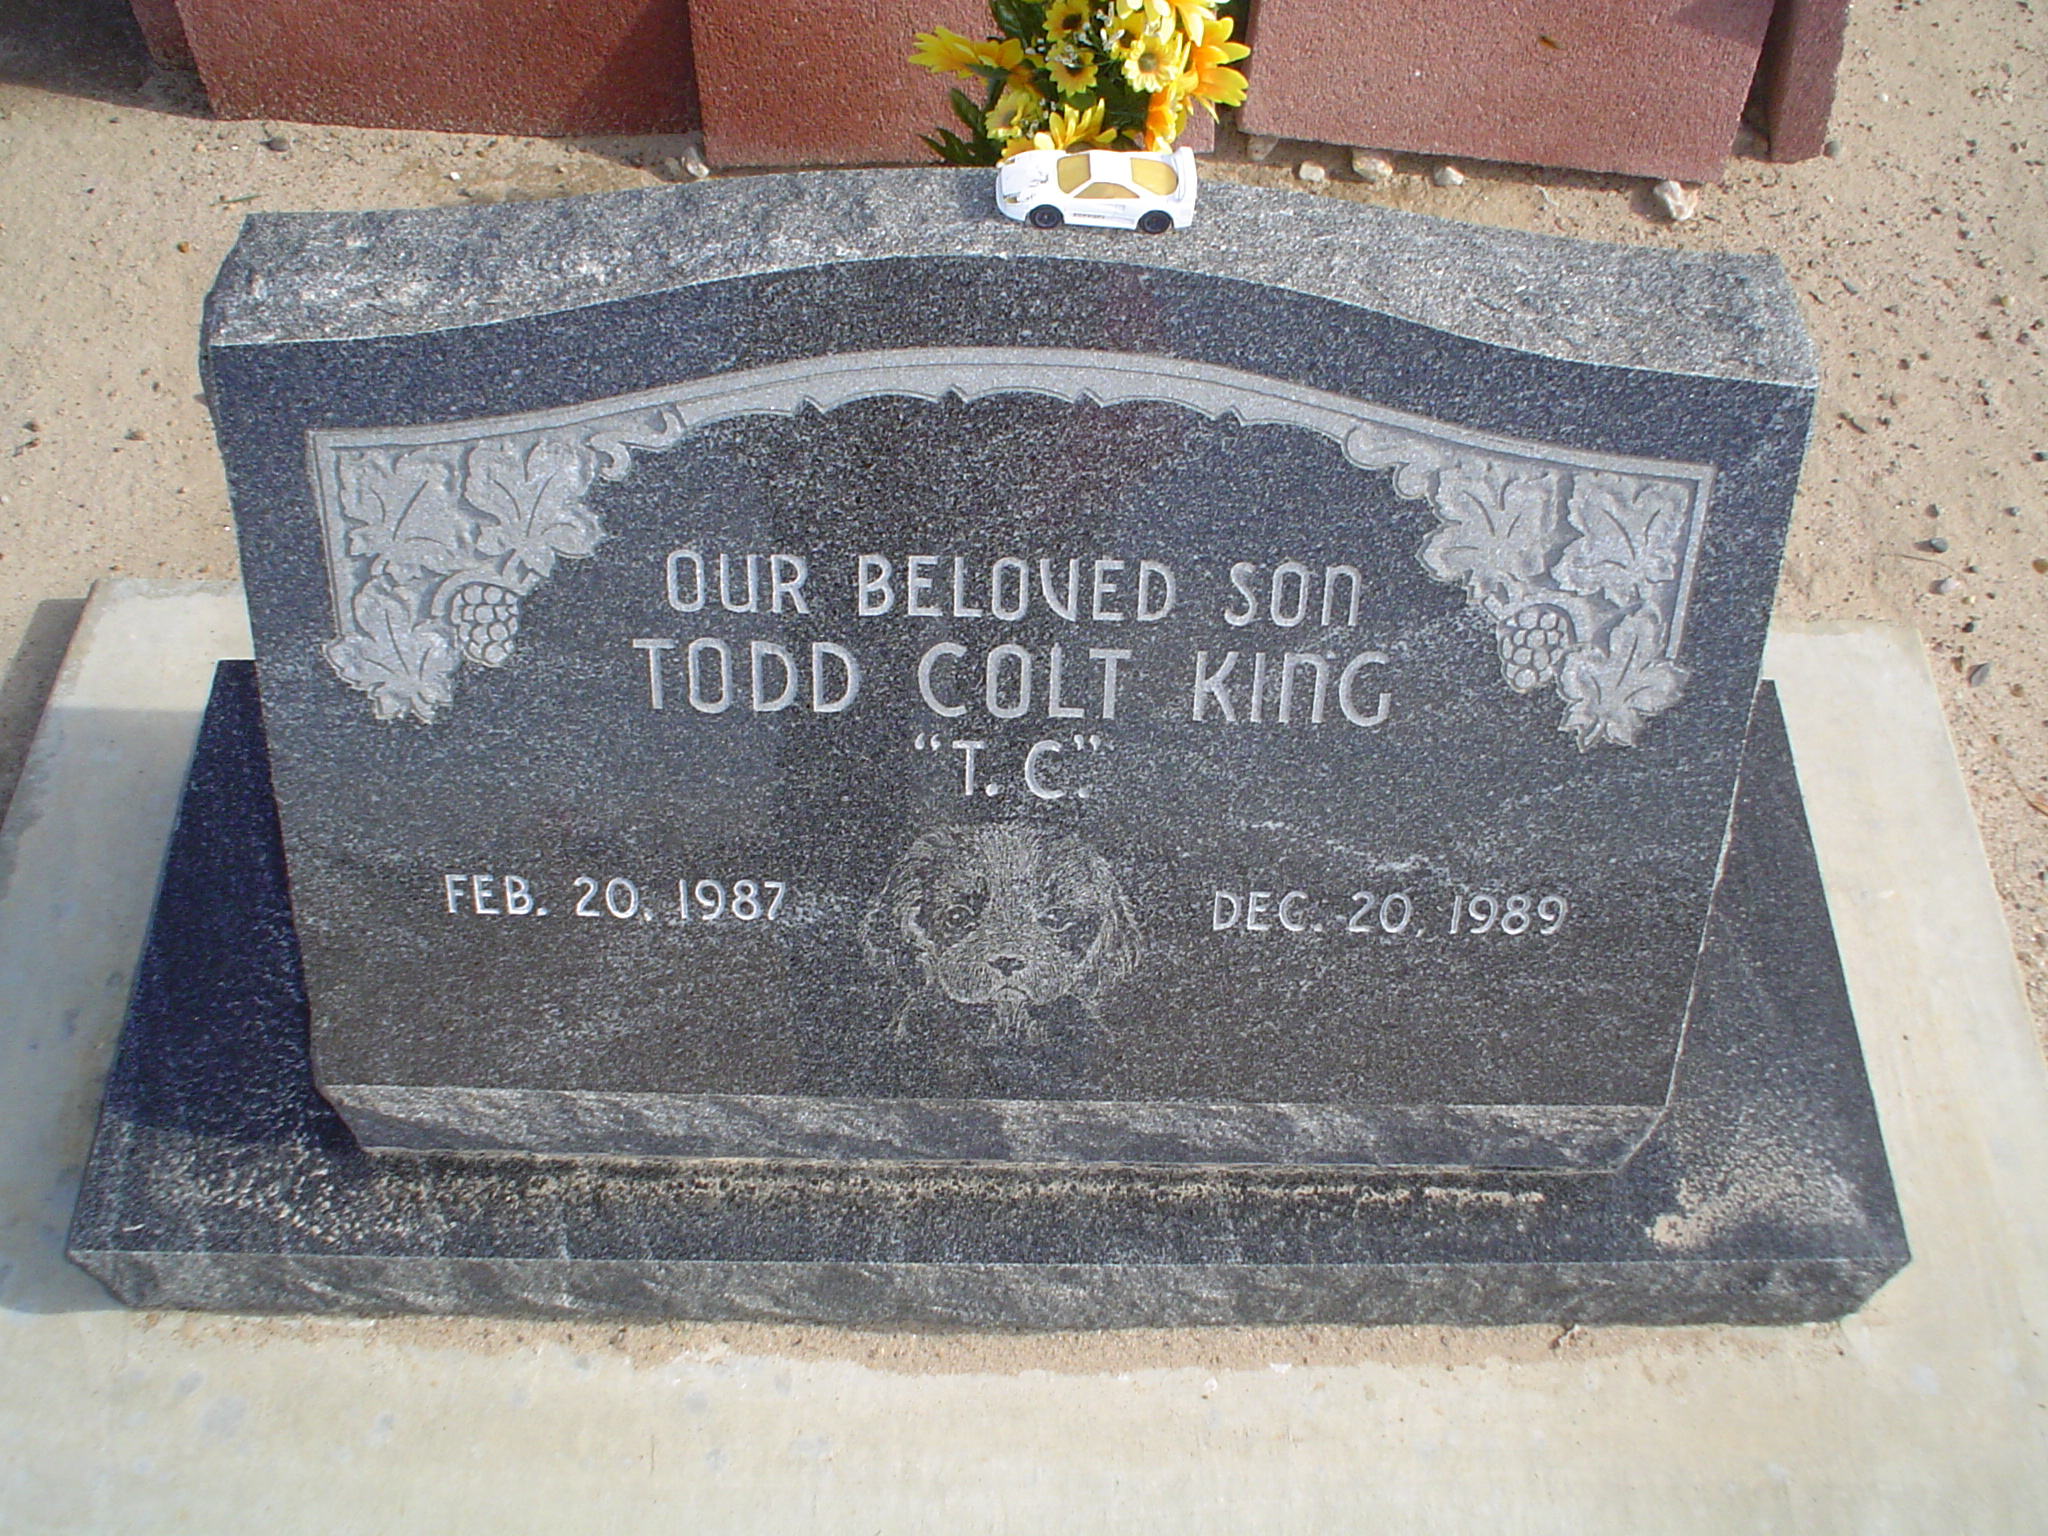 OUR BELOVED SON
TODD COLT KING
"T. C."
FEB. 20, 1987
DEC. 20, 1989